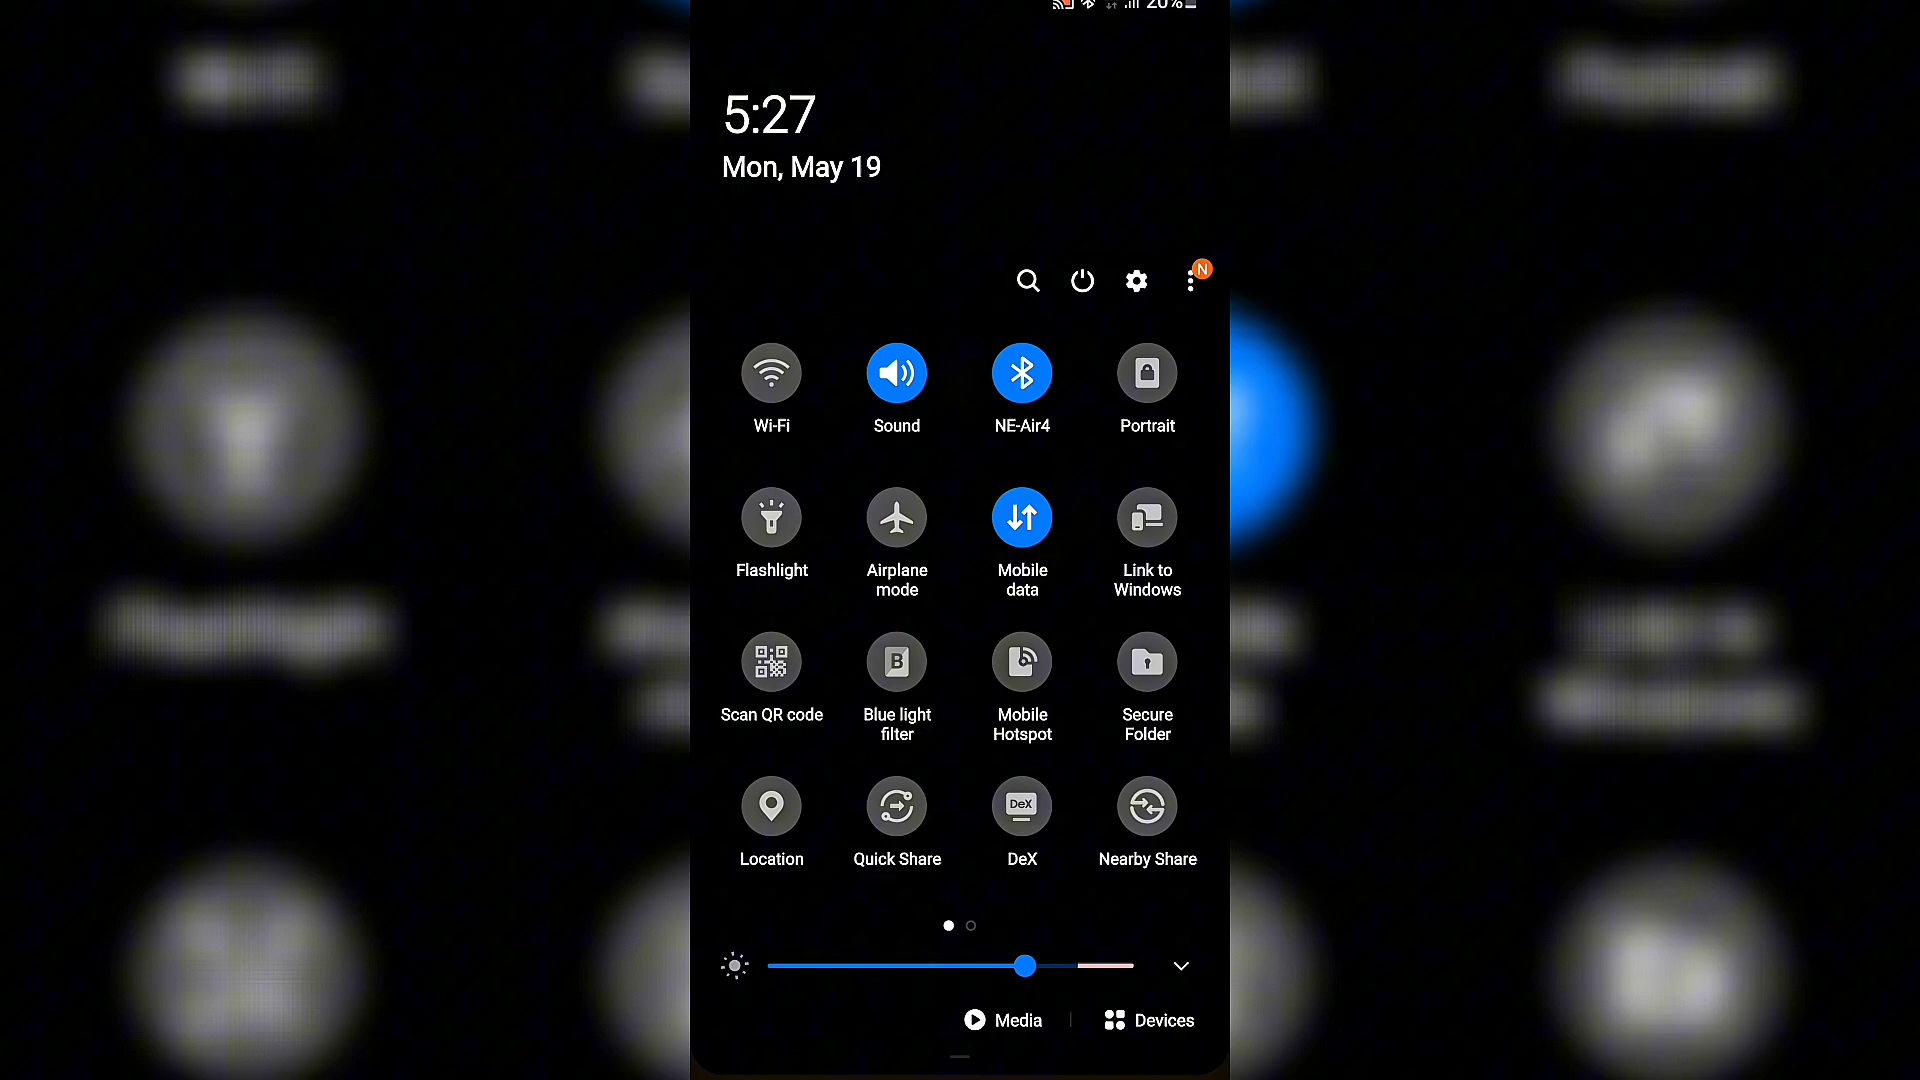 20%
5:27
Mon, May 19
N
Wi-Fi
Sound
NE-Air4
Portrait
Flashlight
Airplane
mode
Mobile
data
Link to
Windows
Scan QR code
B
Blue light
filter
Mobile
Hotspot
Secure
Folder
Location
Quick Share
DeX
DeX
Nearby Share
Media
Devices